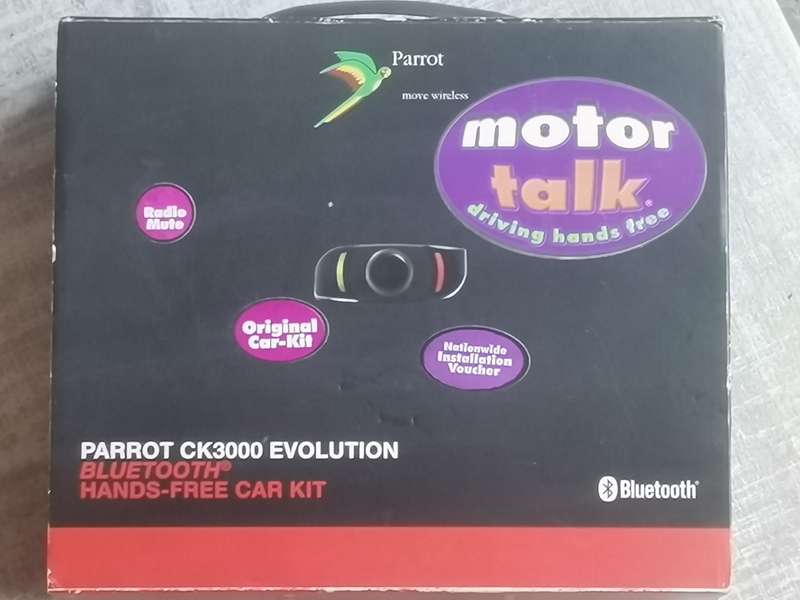 Parrot
move wireless
motor
talk®
driving hands free
Radio
Mute
Original
Car-Kit
Nationwide
Installation
Voucher
PARROT CK3000 EVOLUTION
BLUETOOTH®
HANDS-FREE CAR KIT
Bluetooth®